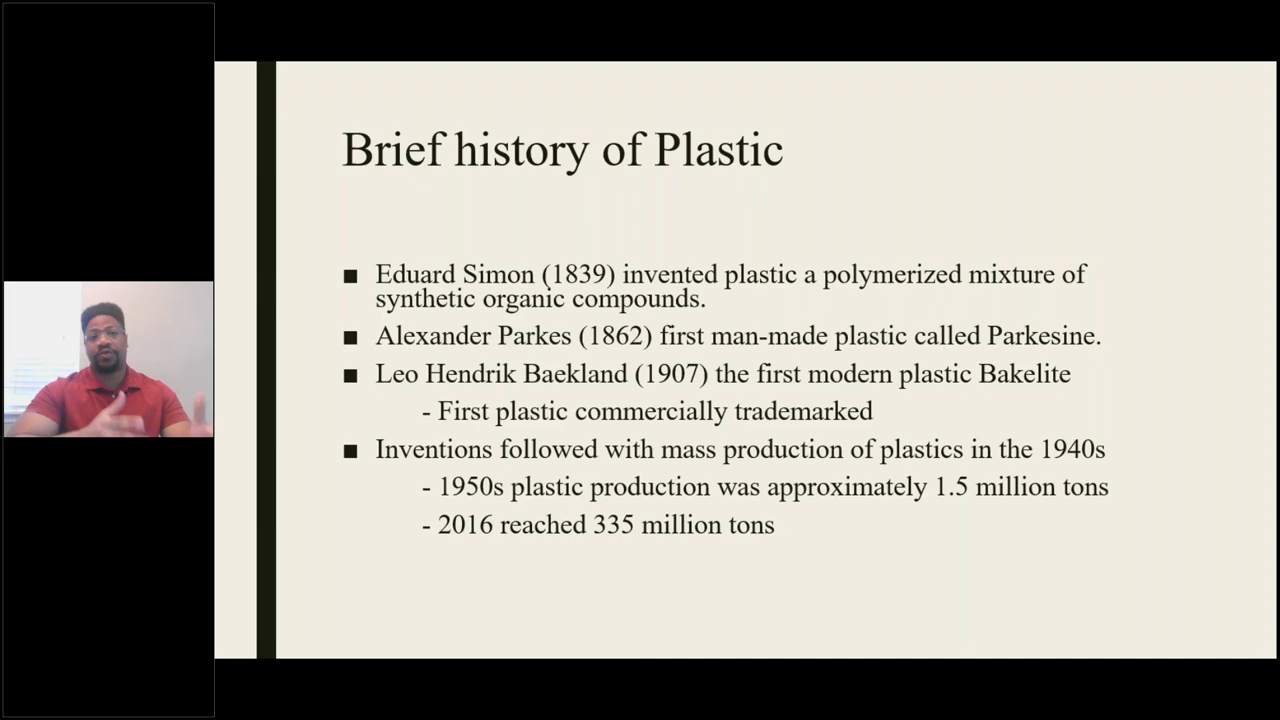 Brief history of Plastic
■ Eduard Simon (1839) invented plastic a polymerized mixture of
synthetic organic compounds.
■ Alexander Parkes (1862) first man-made plastic called Parkesine.
■ Leo Hendrik Baekland (1907) the first modern plastic Bakelite
- First plastic commercially trademarked
■ Inventions followed with mass production of plastics in the 1940s
- 1950s plastic production was approximately 1.5 million tons
- 2016 reached 335 million tons